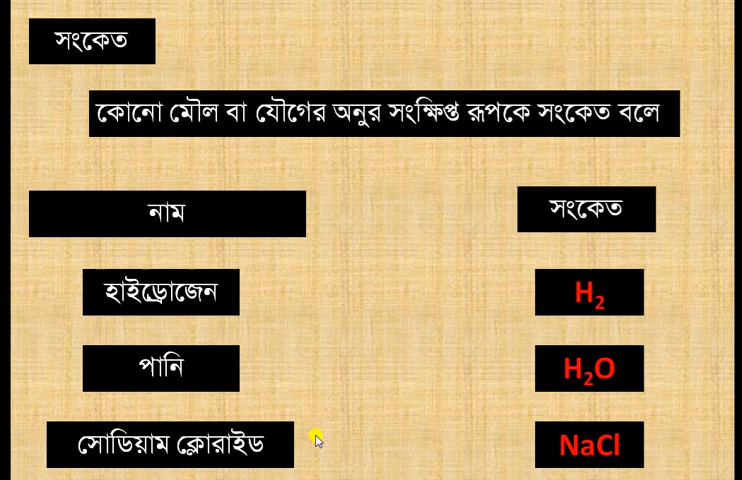 সংকেত
কোনো মৌল বা যৌগের অনুর সংক্ষিপ্ত রূপকে সংকেত বলে
নাম সংকেত
হাইড্রোজেন H₂
পানি H₂O
সোডিয়াম ক্লোরাইড NaCl